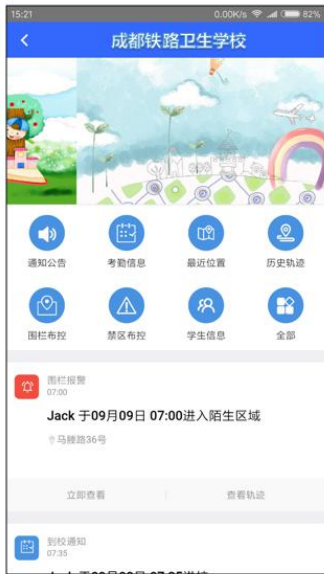 15:21 0.00K/s 82%
成都铁路卫生学校
通知公告 考勤信息 最近位置 历史轨迹
围栏布控 禁区布控 学生信息 全部
围栏报警
07:00
Jack 于09月09日 07:00进入陌生区域
马鞍路36号
立即查看 查看轨迹
到校通知
07:35